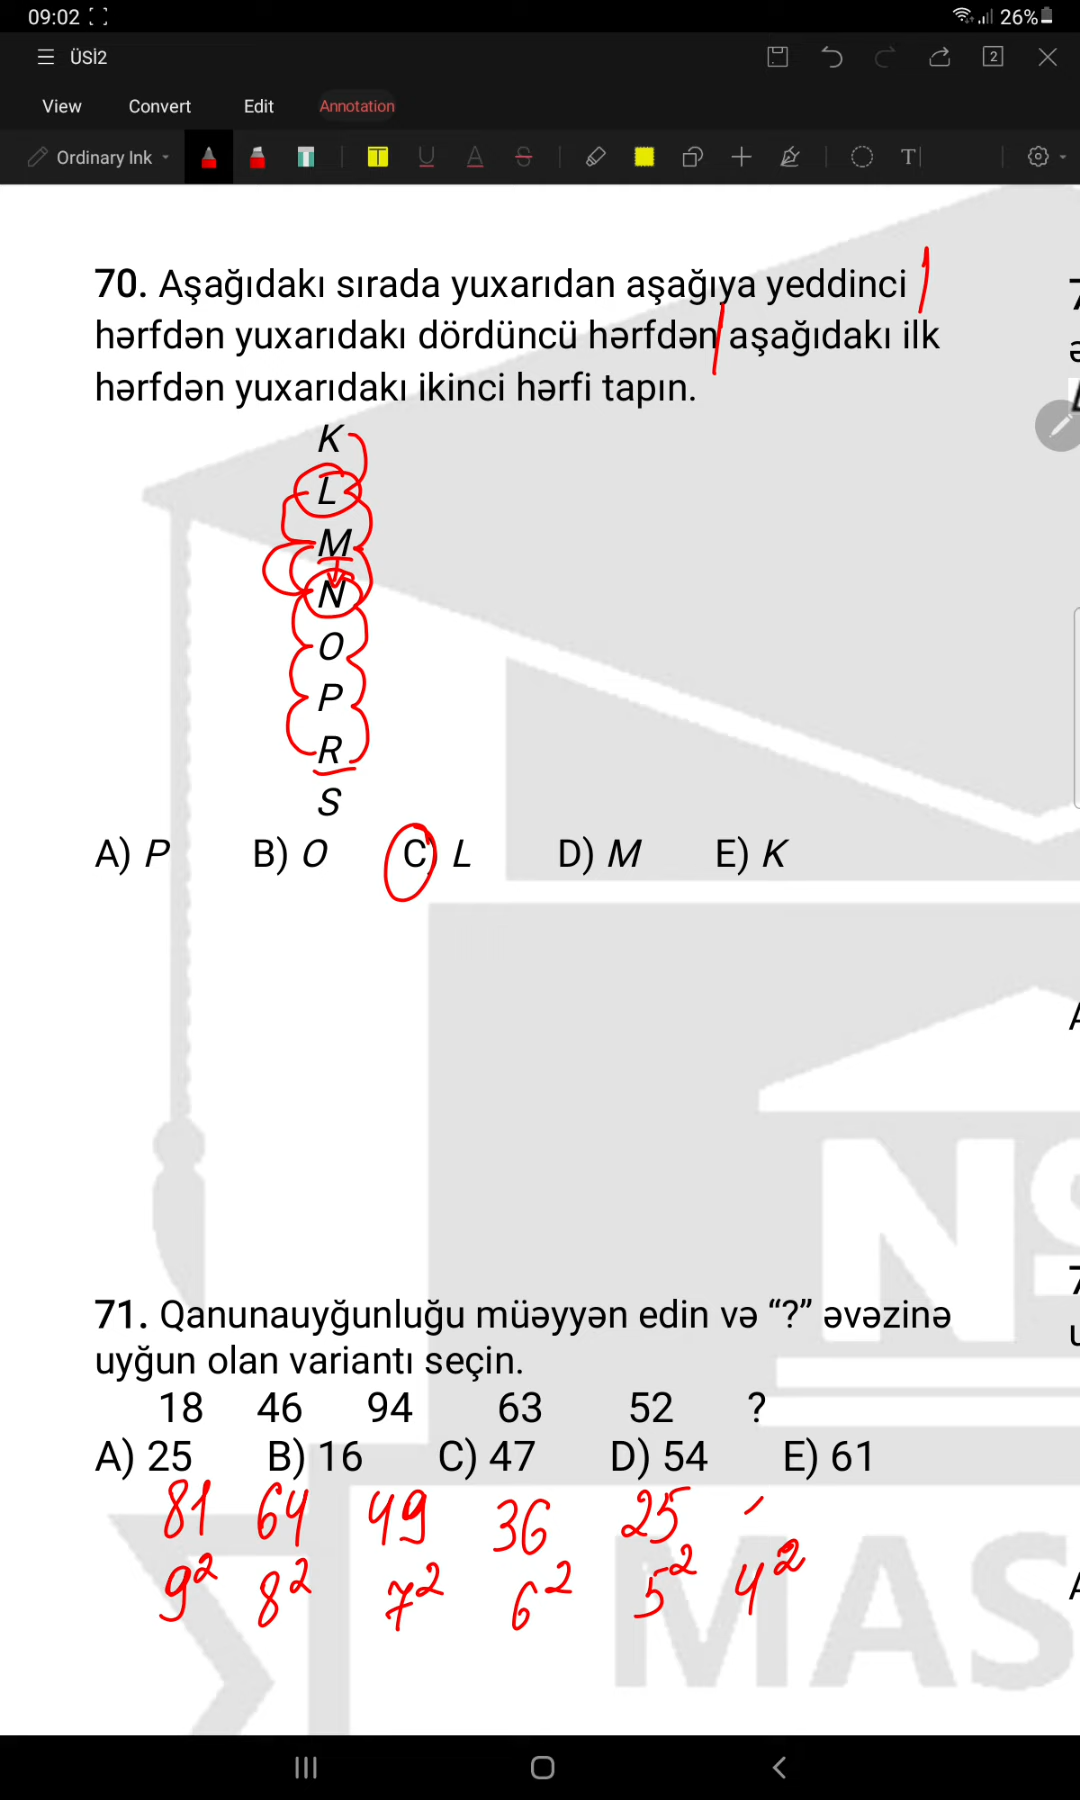 09:02 26%
ÜSİ2 2
View Convert Edit Annotation
Ordinary Ink T U A S T
70. Aşağıdakı sırada yuxarıdan aşağıya yeddinci
hərfdən yuxarıdakı dördüncü hərfdən aşağıdakı ilk
hərfdən yuxarıdakı ikinci hərfi tapın.
K
L
M
N
O
P
R
S
A) P B) O C) L D) M E) K
71. Qanunauyğunluğu müəyyən edin və “?” əvəzinə
uyğun olan variantı seçin.
18 46 94 63 52 ?
A) 25 B) 16 C) 47 D) 54 E) 61
81 64 49 36 25
9² 8² 7² 6² 5² 4²
MAS